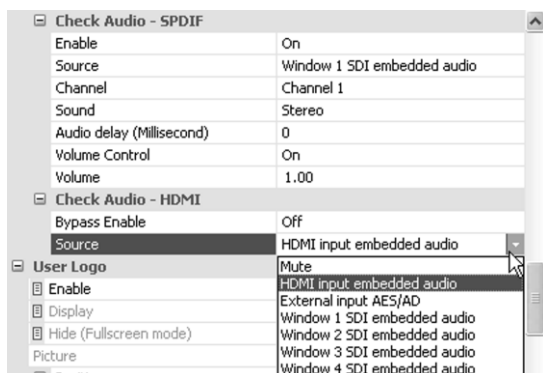 Check Audio - SPDIF
Enable On
Source Window 1 SDI embedded audio
Channel Channel 1
Sound Stereo
Audio delay (Millisecond) 0
Volume Control On
Volume 1.00
Check Audio - HDMI
Bypass Enable Off
Source HDMI input embedded audio
User Logo Mute
Enable HDMI input embedded audio
Display External input AES/AD
Hide (Fullscreen mode) Window 1 SDI embedded audio
Window 2 SDI embedded audio
Picture Window 3 SDI embedded audio
Window 4 SDI embedded audio